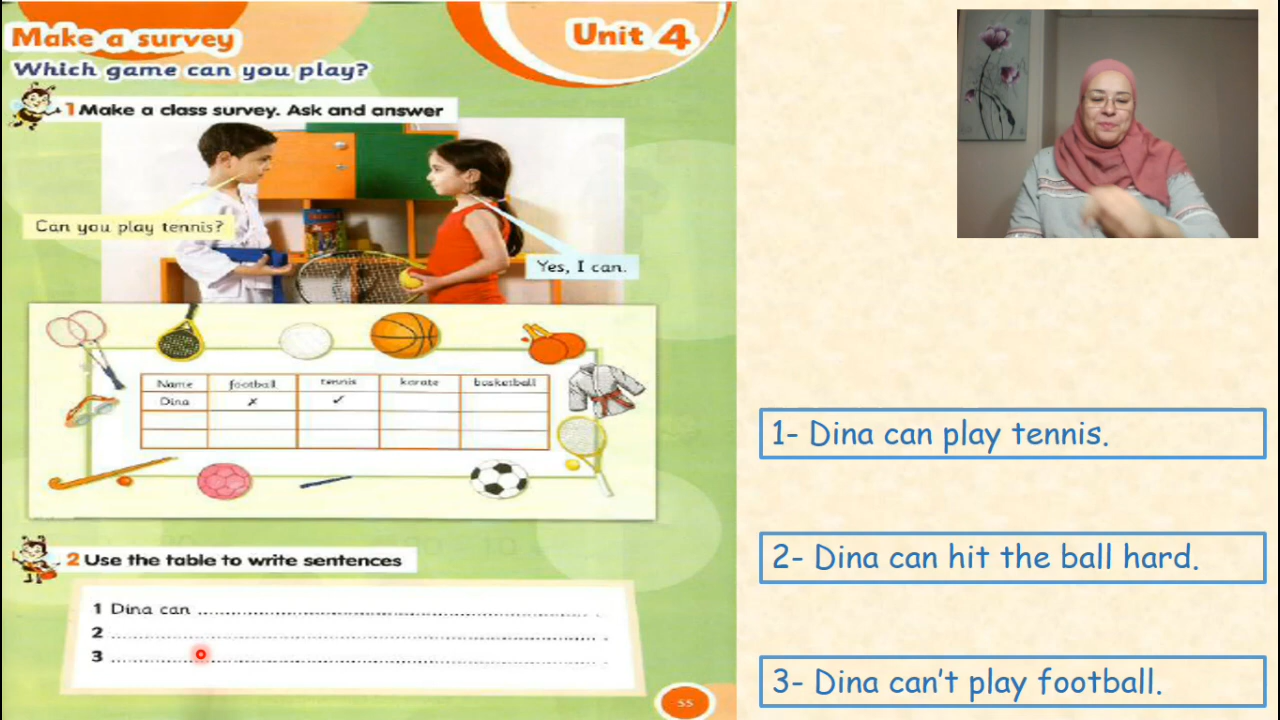 Make a survey
Unit 4
Which game can you play?
1 Make a class survey. Ask and answer
Can you play tennis?
Yes, I can.
Name football tennis karate basketball
Dina ✗ ✓
2 Use the table to write sentences
1 Dina can ........................................ .
2 ........................................ .
3 ........................................ .
55
1- Dina can play tennis.
2- Dina can hit the ball hard.
3- Dina can't play football.